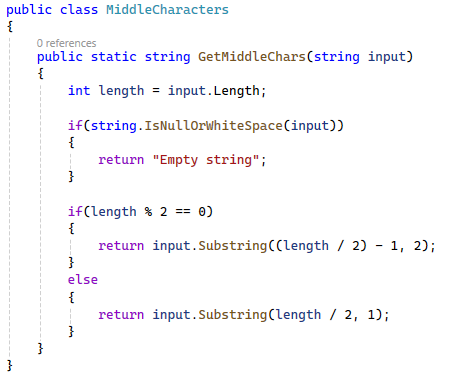 public class MiddleCharacters
{
    0 references
    public static string GetMiddleChars(string input)
    {
        int length = input.Length;

        if(string.IsNullOrWhiteSpace(input))
        {
            return "Empty string";
        }

        if(length % 2 == 0)
        {
            return input.Substring((length / 2) - 1, 2);
        }
        else
        {
            return input.Substring(length / 2, 1);
        }
    }
}